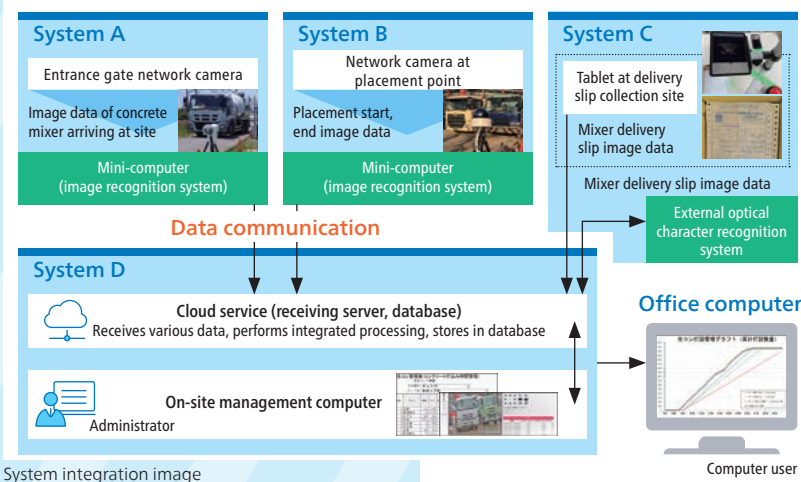 System A
Entrance gate network camera
Image data of concrete
mixer arriving at site
Mini-computer
(image recognition system)
System B
Network camera at
placement point
Placement start,
end image data
Mini-computer
(image recognition system)
System C
Tablet at delivery
slip collection site
Mixer delivery
slip image data
Mixer delivery slip image data
External optical
character recognition
system
Data communication
System D
Cloud service (receiving server, database)
Receives various data, performs integrated processing, stores in database
On-site management computer
Administrator
Office computer
Computer user
System integration image